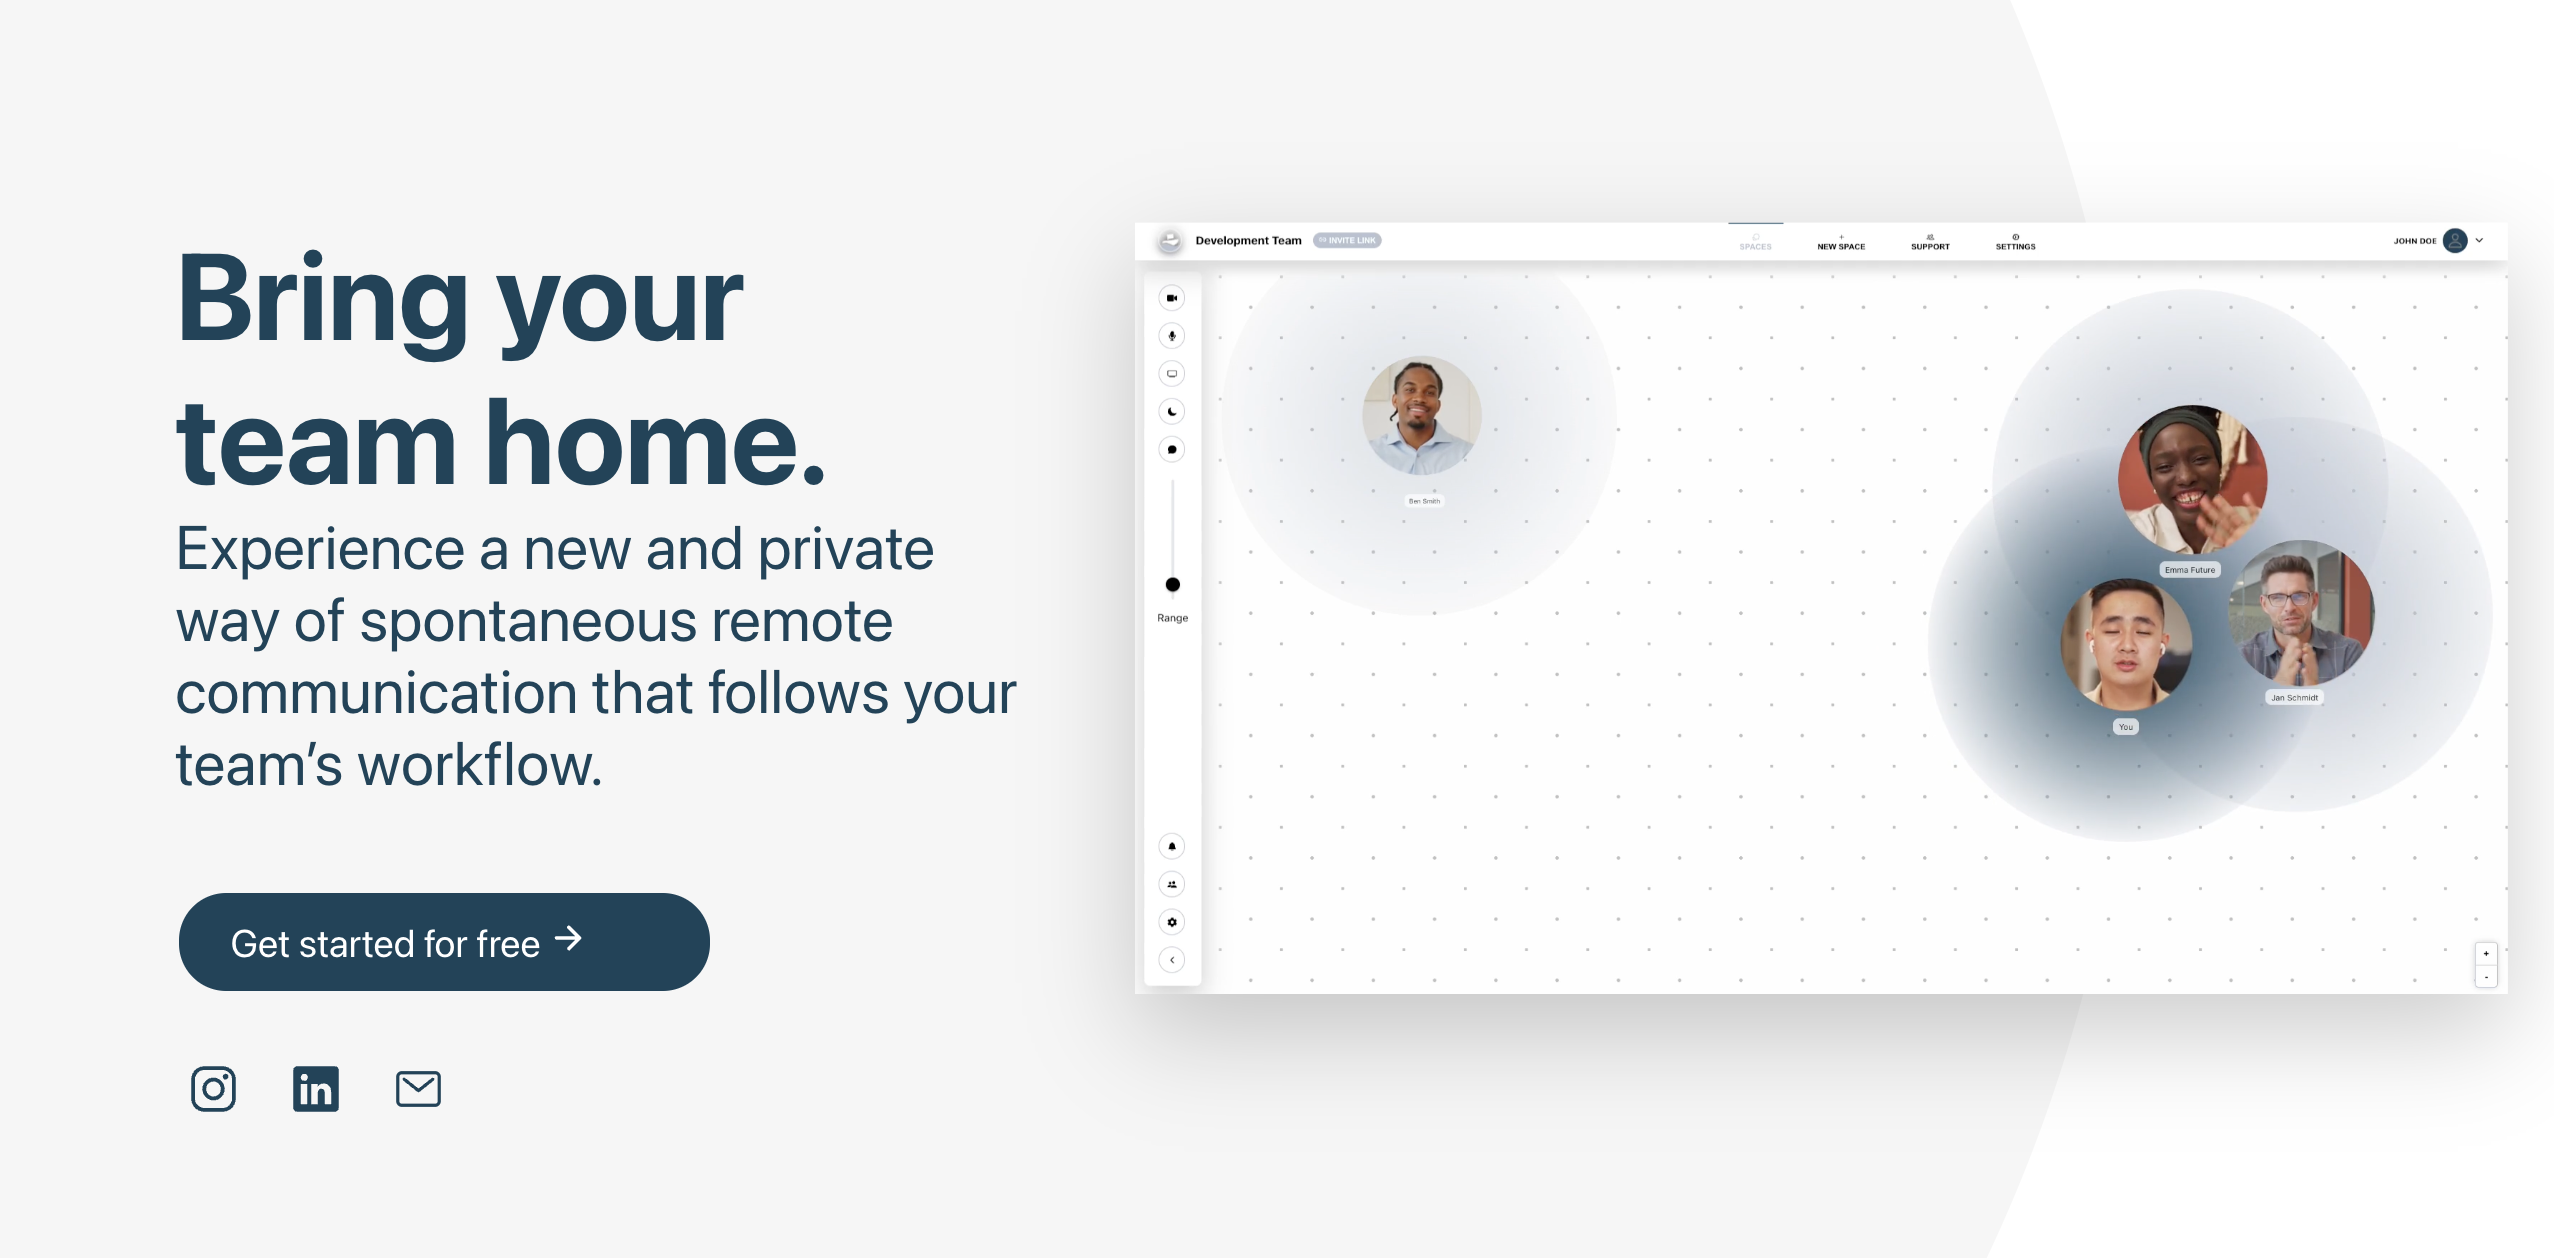 Bring your
team home.
Experience a new and private
way of spontaneous remote
communication that follows your
team’s workflow.
Get started for free
Development Team
INVITE LINK
SPACES
NEW SPACE
SUPPORT
SETTINGS
JOHN DOE
Range
Ben Smith
Emma Future
Jan Schmidt
You
+
-